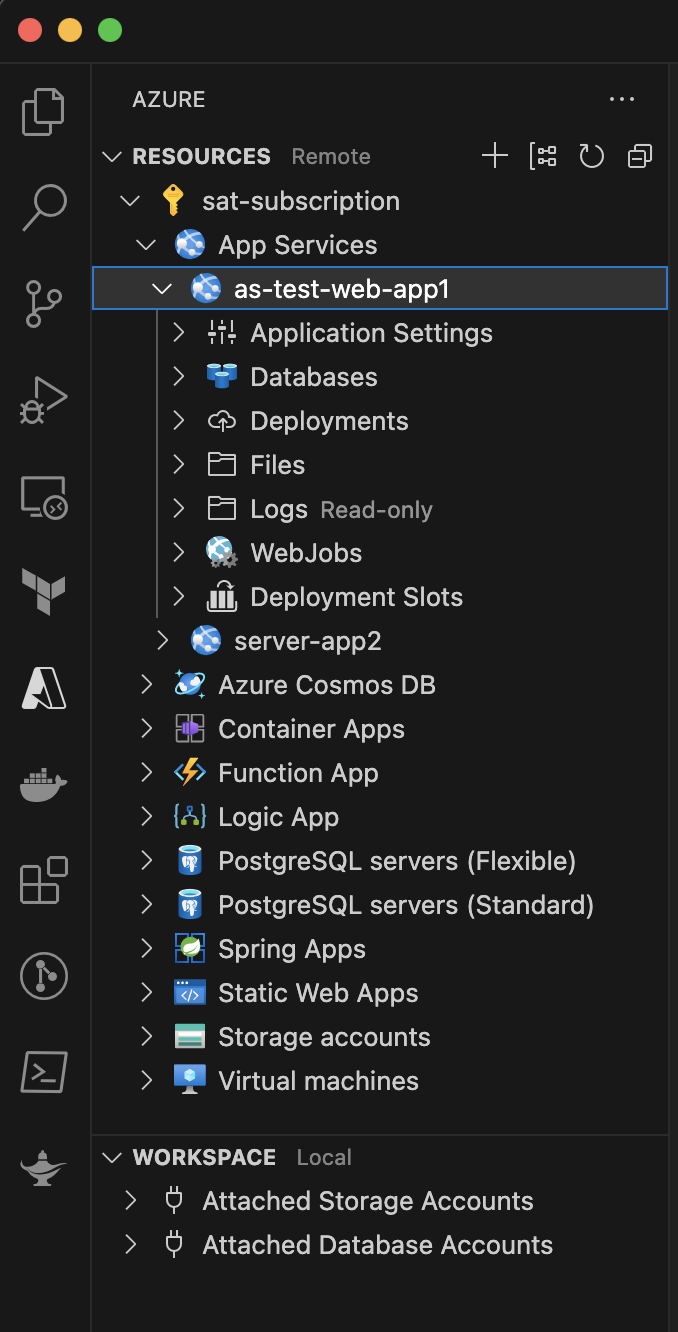 AZURE
RESOURCES Remote
sat-subscription
App Services
as-test-web-app1
Application Settings
Databases
Deployments
Files
Logs Read-only
WebJobs
Deployment Slots
server-app2
Azure Cosmos DB
Container Apps
Function App
Logic App
PostgreSQL servers (Flexible)
PostgreSQL servers (Standard)
Spring Apps
Static Web Apps
Storage accounts
Virtual machines
WORKSPACE Local
Attached Storage Accounts
Attached Database Accounts